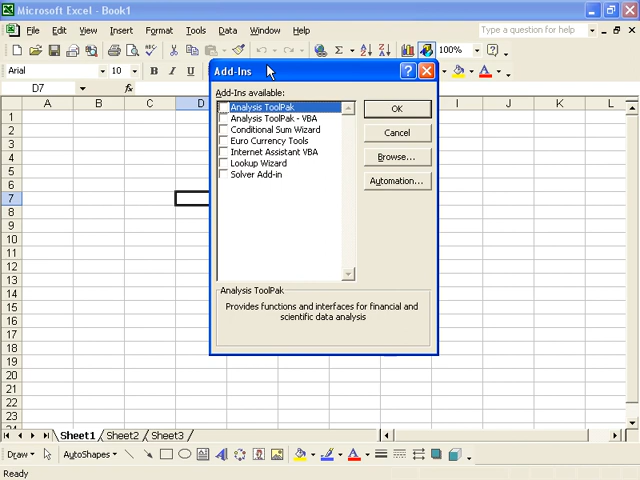 Microsoft Excel - Book1
File Edit View Insert Format Tools Data Window Help
Type a question for help
Σ 100%
Arial 10 B I U
D7 fx
Add-Ins
Add-Ins available:
Analysis ToolPak
Analysis ToolPak - VBA
Conditional Sum Wizard
Euro Currency Tools
Internet Assistant VBA
Lookup Wizard
Solver Add-in
OK
Cancel
Browse...
Automation...
Analysis ToolPak
Provides functions and interfaces for financial and
scientific data analysis
A B C D I J K L
1
2
3
4
5
6
7
8
9
10
11
12
13
14
15
16
17
18
19
20
21
22
23
Sheet1 Sheet2 Sheet3
Draw AutoShapes A
Ready